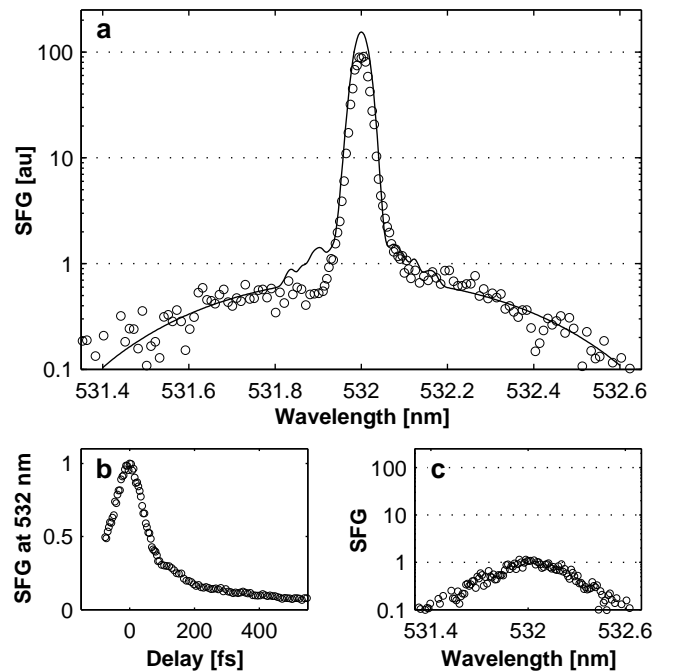 a
SFG [au]
100
10
1
0.1
531.4 531.6 531.8 532 532.2 532.4 532.6
Wavelength [nm]
b
SFG at 532 nm
1
0.5
0
0 200 400
Delay [fs]
c
SFG
100
10
1
0.1
531.4 532 532.6
Wavelength [nm]